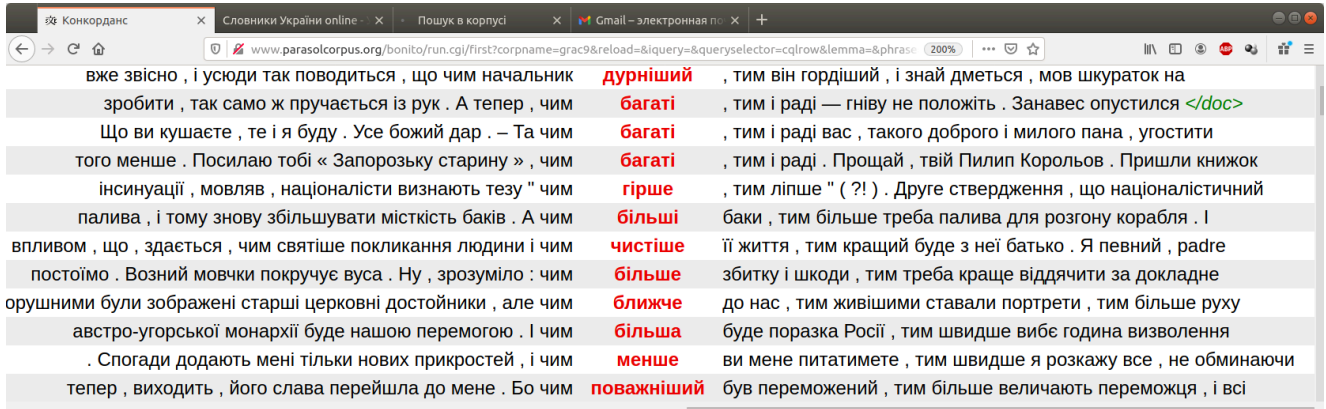 Конкорданс
Словники України online -
Пошук в корпусі
Gmail – электронная по
www.parasolcorpus.org/bonito/run.cgi/first?corpname=grac9&reload=&iquery=&queryselector=cqlrow&lemma=&phrase 200%
вже звісно , і усюди так поводиться , що чим начальник дурніший , тим він гордіший , і знай дметься , мов шкураток на
зробити , так само ж пручається із рук . А тепер , чим багаті , тим і раді — гніву не положіть . Занавес опустился </doc>
Що ви кушаєте , те і я буду . Усе божий дар . – Та чим багаті , тим і раді вас , такого доброго і милого пана , угостити
того менше . Посилаю тобі « Запорозьку старину » , чим багаті , тим і раді . Прощай , твій Пилип Корольов . Пришли книжок
інсинуації , мовляв , націоналісти визнають тезу " чим гірше , тим ліпше " ( ?! ) . Друге ствердження , що націоналістичний
палива , і тому знову збільшувати місткість баків . А чим більші баки , тим більше треба палива для розгону корабля . І
впливом , що , здається , чим святіше покликання людини і чим чистіше її життя , тим кращий буде з неї батько . Я певний , padre
постоїмо . Возний мовчки покручує вуса . Ну , зрозуміло : чим більше збитку і шкоди , тим треба краще віддячити за докладне
орушними були зображені старші церковні достойники , але чим ближче до нас , тим живішими ставали портрети , тим більше руху
австро-угорської монархії буде нашою перемогою . І чим більша буде поразка Росії , тим швидше вибє година визволення
. Спогади додають мені тільки нових прикростей , і чим менше ви мене питатимете , тим швидше я розкажу все , не обминаючи
тепер , виходить , його слава перейшла до мене . Бо чим поважніший був переможений , тим більше величають переможця , і всі